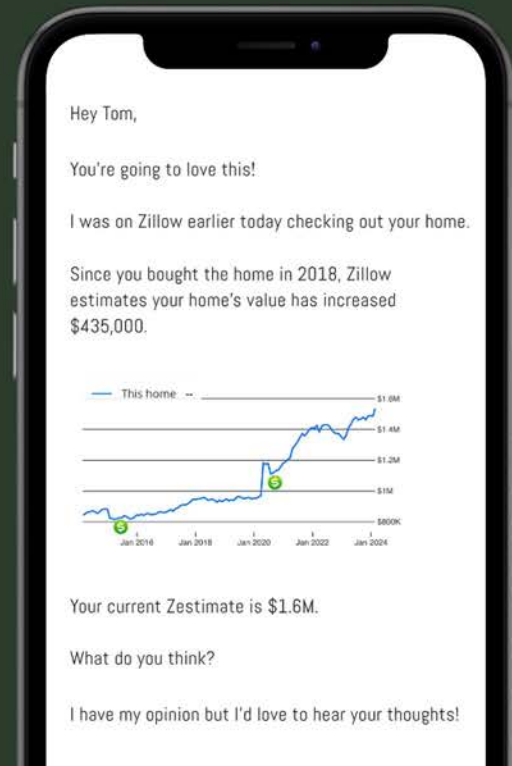 Hey Tom,
You're going to love this!
I was on Zillow earlier today checking out your home.
Since you bought the home in 2018, Zillow
estimates your home's value has increased
$435,000.
This home --
$1.6M
$1.4M
$1.2M
$1M
$800K
$
$
Jan 2016 Jan 2018 Jan 2020 Jan 2022 Jan 2024
Your current Zestimate is $1.6M.
What do you think?
I have my opinion but I'd love to hear your thoughts!